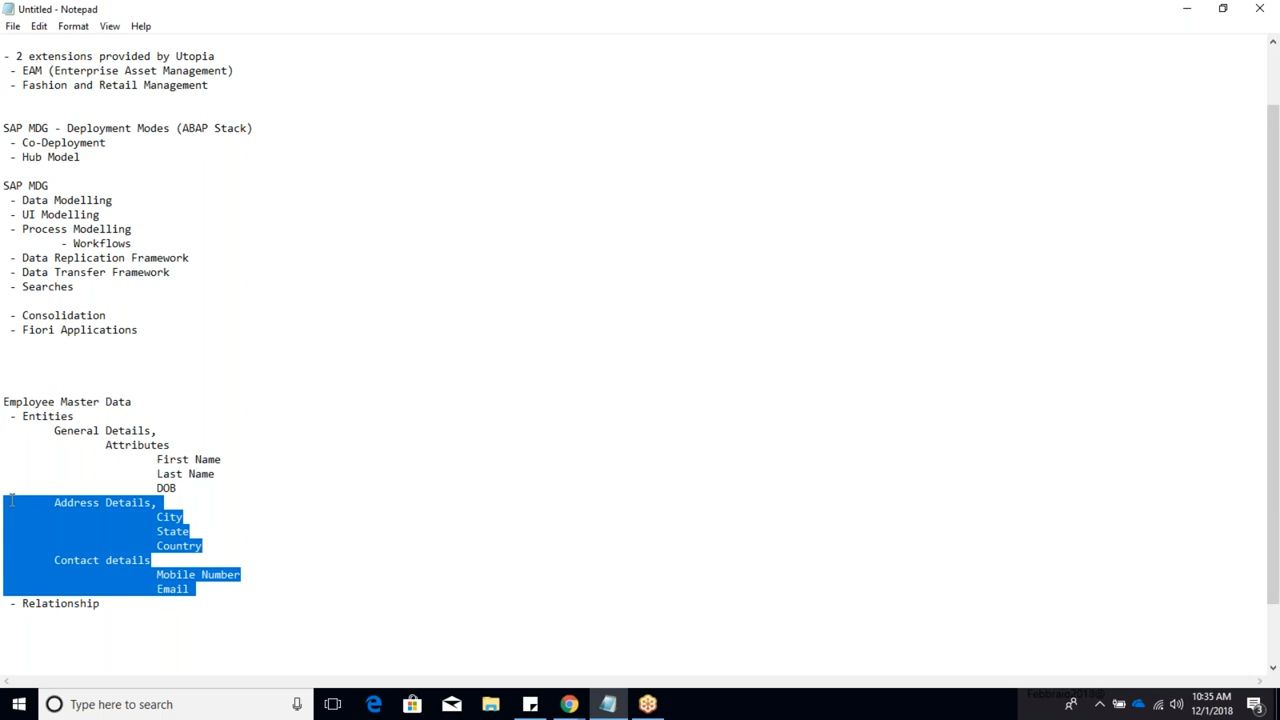 Untitled - Notepad
File Edit Format View Help
- 2 extensions provided by Utopia
- EAM (Enterprise Asset Management)
- Fashion and Retail Management
SAP MDG - Deployment Modes (ABAP Stack)
- Co-Deployment
- Hub Model
SAP MDG
- Data Modelling
- UI Modelling
- Process Modelling
- Workflows
- Data Replication Framework
- Data Transfer Framework
- Searches
- Consolidation
- Fiori Applications
Employee Master Data
- Entities
General Details,
Attributes
First Name
Last Name
DOB
Address Details,
City
State
Country
Contact details
Mobile Number
Email
- Relationship
Type here to search
10:35 AM
12/1/2018
3